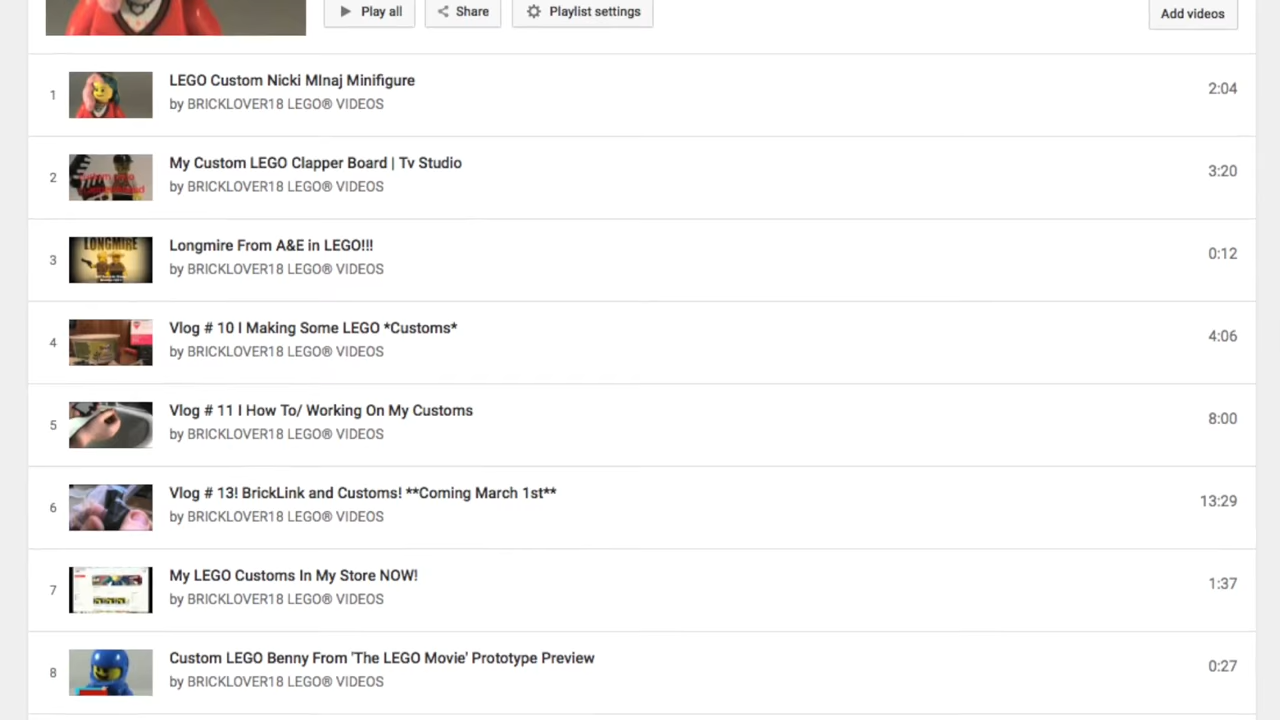 Play all
Share
Playlist settings
Add videos
1
LEGO Custom Nicki MInaj Minifigure
by BRICKLOVER18 LEGO® VIDEOS
2:04
2
My Custom LEGO Clapper Board | Tv Studio
by BRICKLOVER18 LEGO® VIDEOS
3:20
3
LONGMIRE
Longmire From A&E in LEGO!!!
by BRICKLOVER18 LEGO® VIDEOS
0:12
4
Vlog # 10 I Making Some LEGO *Customs*
by BRICKLOVER18 LEGO® VIDEOS
4:06
5
Vlog # 11 I How To/ Working On My Customs
by BRICKLOVER18 LEGO® VIDEOS
8:00
6
Vlog # 13! BrickLink and Customs! **Coming March 1st**
by BRICKLOVER18 LEGO® VIDEOS
13:29
7
My LEGO Customs In My Store NOW!
by BRICKLOVER18 LEGO® VIDEOS
1:37
8
Custom LEGO Benny From 'The LEGO Movie' Prototype Preview
by BRICKLOVER18 LEGO® VIDEOS
0:27